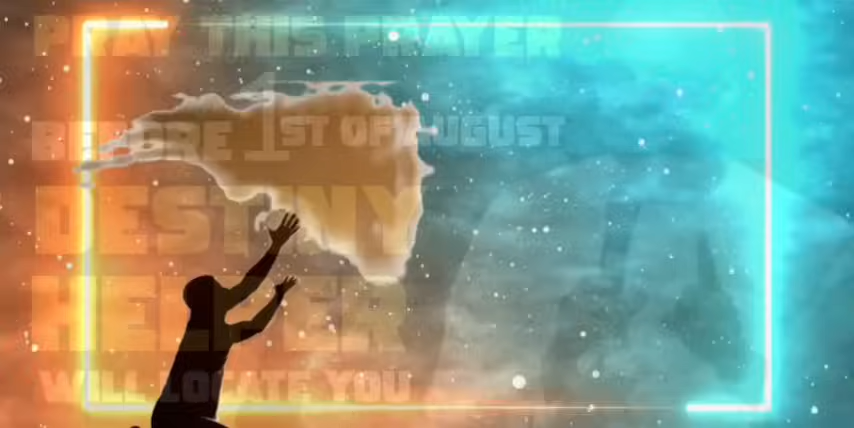 PRAY THIS PRAYER
BEFORE 1ST OF AUGUST
DESTINY
HELPER
WILL LOCATE YOU